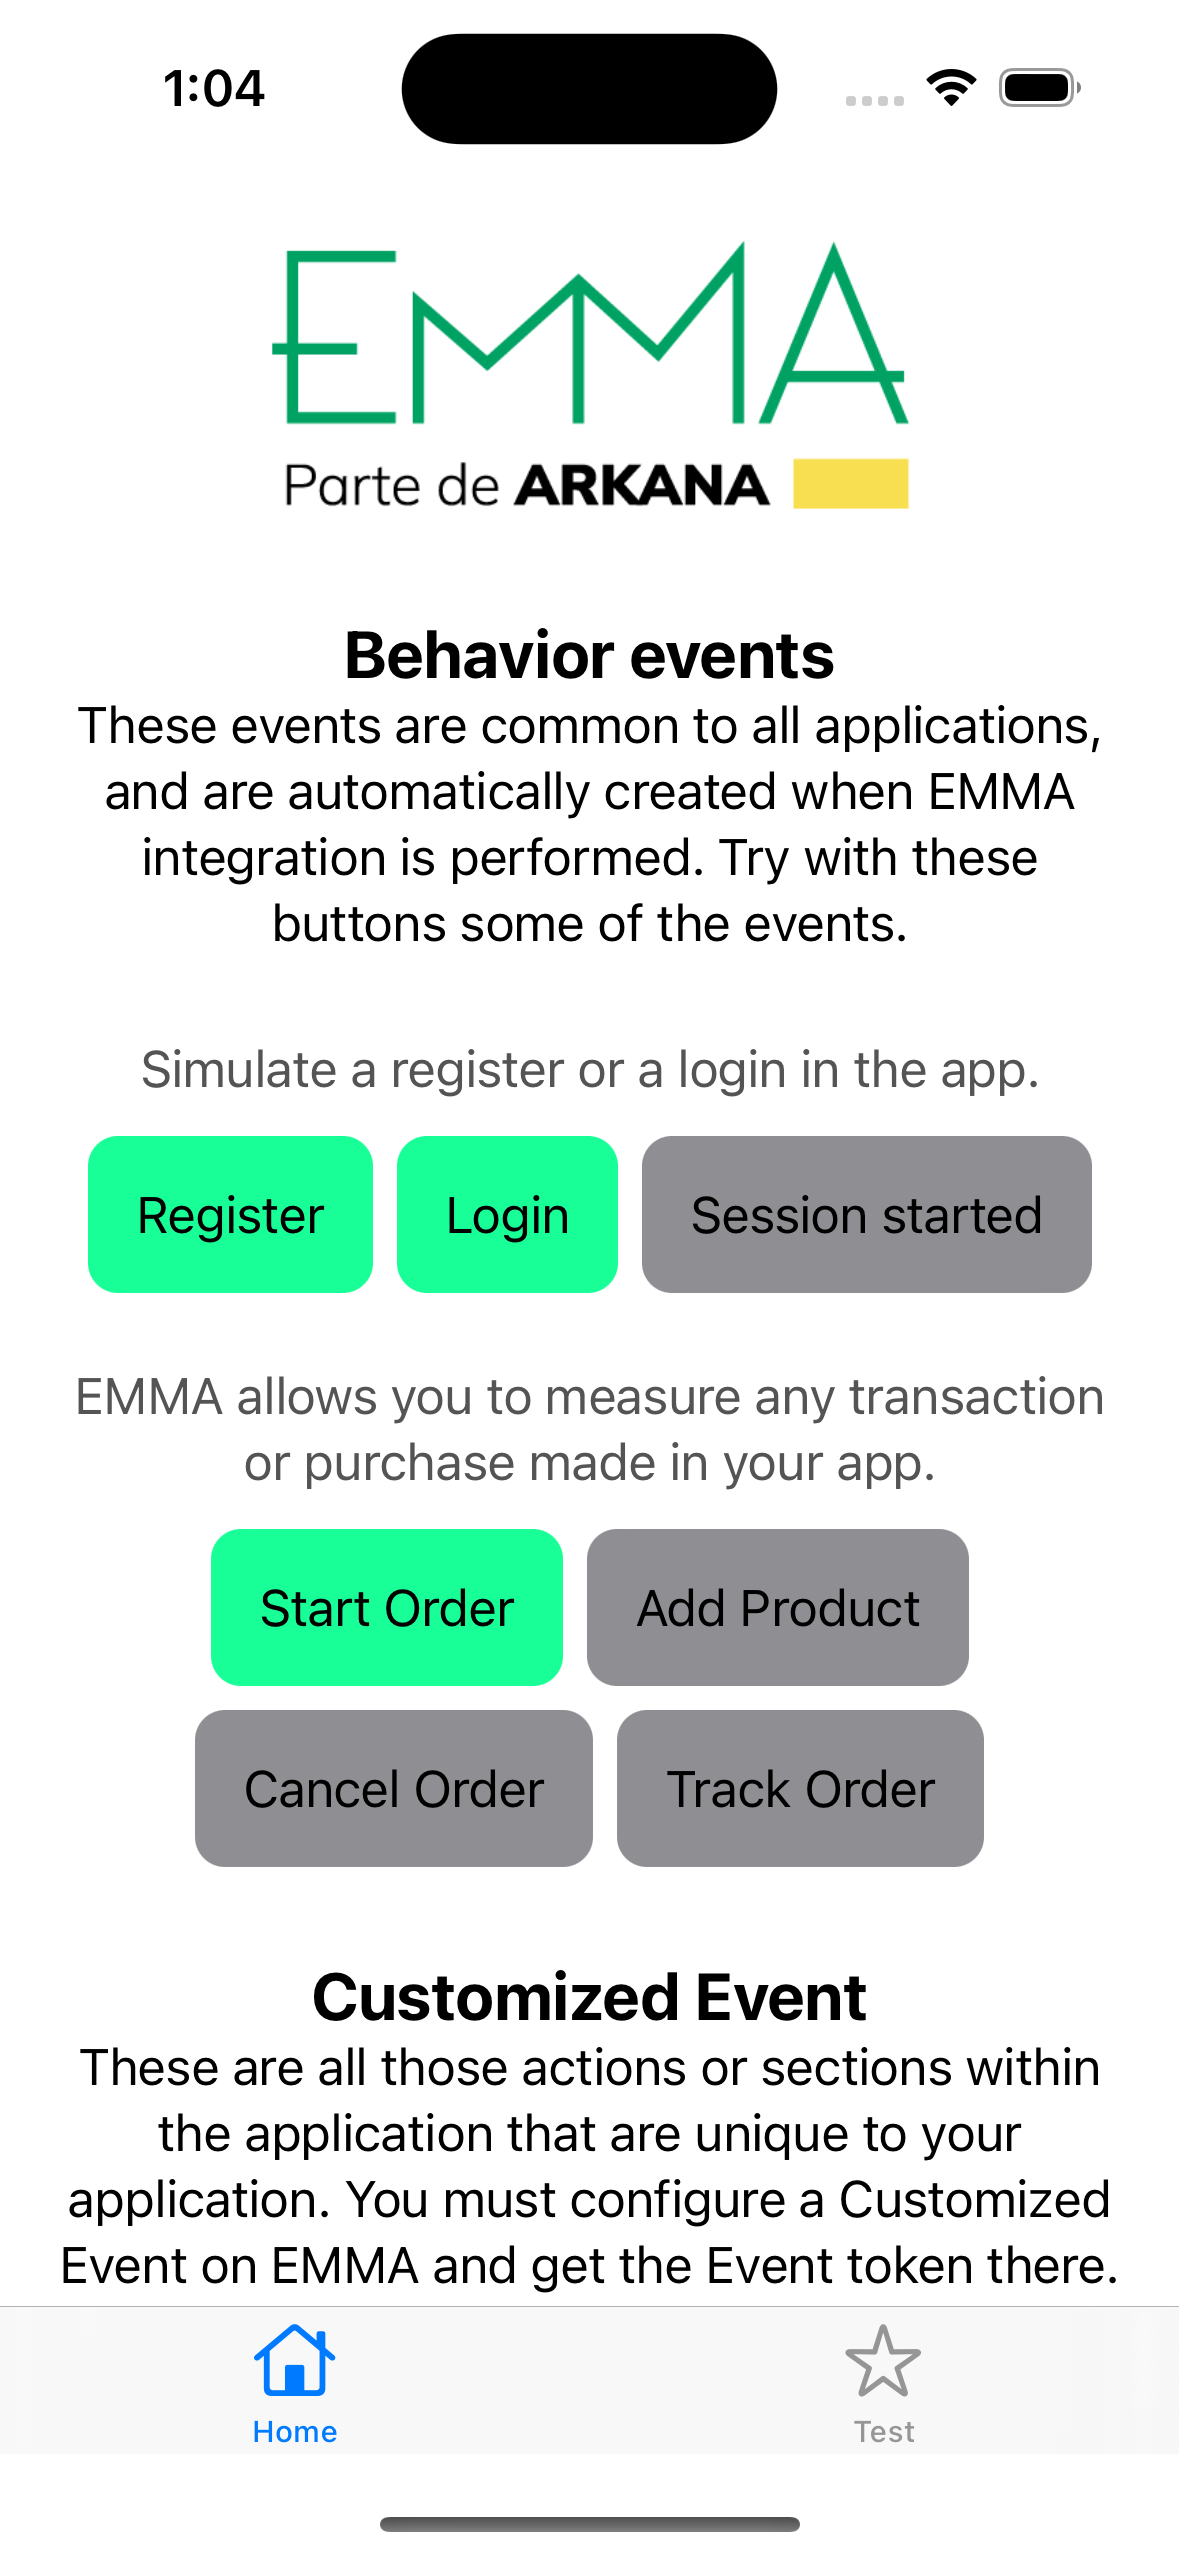 1:04
EMMA
Parte de ARKANA
Behavior events
These events are common to all applications,
and are automatically created when EMMA
integration is performed. Try with these
buttons some of the events.
Simulate a register or a login in the app.
Register Login Session started
EMMA allows you to measure any transaction
or purchase made in your app.
Start Order Add Product
Cancel Order Track Order
Customized Event
These are all those actions or sections within
the application that are unique to your
application. You must configure a Customized
Event on EMMA and get the Event token there.
Home Test